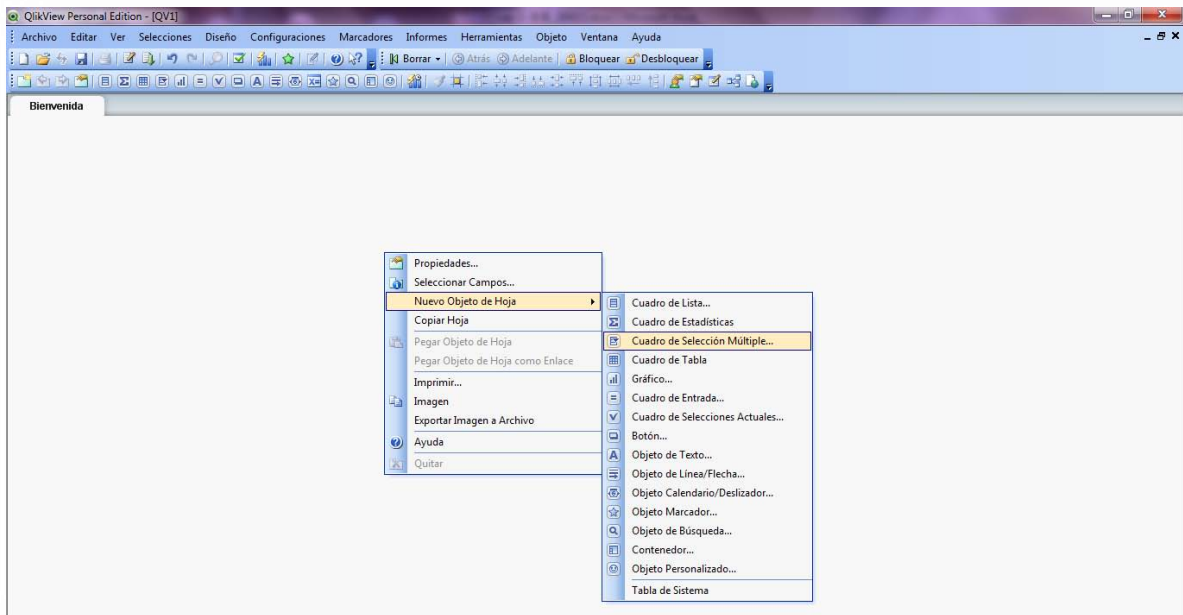 QlikView Personal Edition - [QV1]
Archivo Editar Ver Selecciones Diseño Configuraciones Marcadores Informes Herramientas Objeto Ventana Ayuda
Borrar Atrás Adelante Bloquear Desbloquear
Bienvenida
Propiedades...
Seleccionar Campos...
Nuevo Objeto de Hoja
Copiar Hoja
Pegar Objeto de Hoja
Pegar Objeto de Hoja como Enlace
Imprimir...
Imagen
Exportar Imagen a Archivo
Ayuda
Quitar
Cuadro de Lista...
Cuadro de Estadísticas
Cuadro de Selección Múltiple...
Cuadro de Tabla
Gráfico...
Cuadro de Entrada...
Cuadro de Selecciones Actuales...
Botón...
Objeto de Texto...
Objeto de Línea/Flecha...
Objeto Calendario/Deslizador...
Objeto Marcador...
Objeto de Búsqueda...
Contenedor...
Objeto Personalizado...
Tabla de Sistema